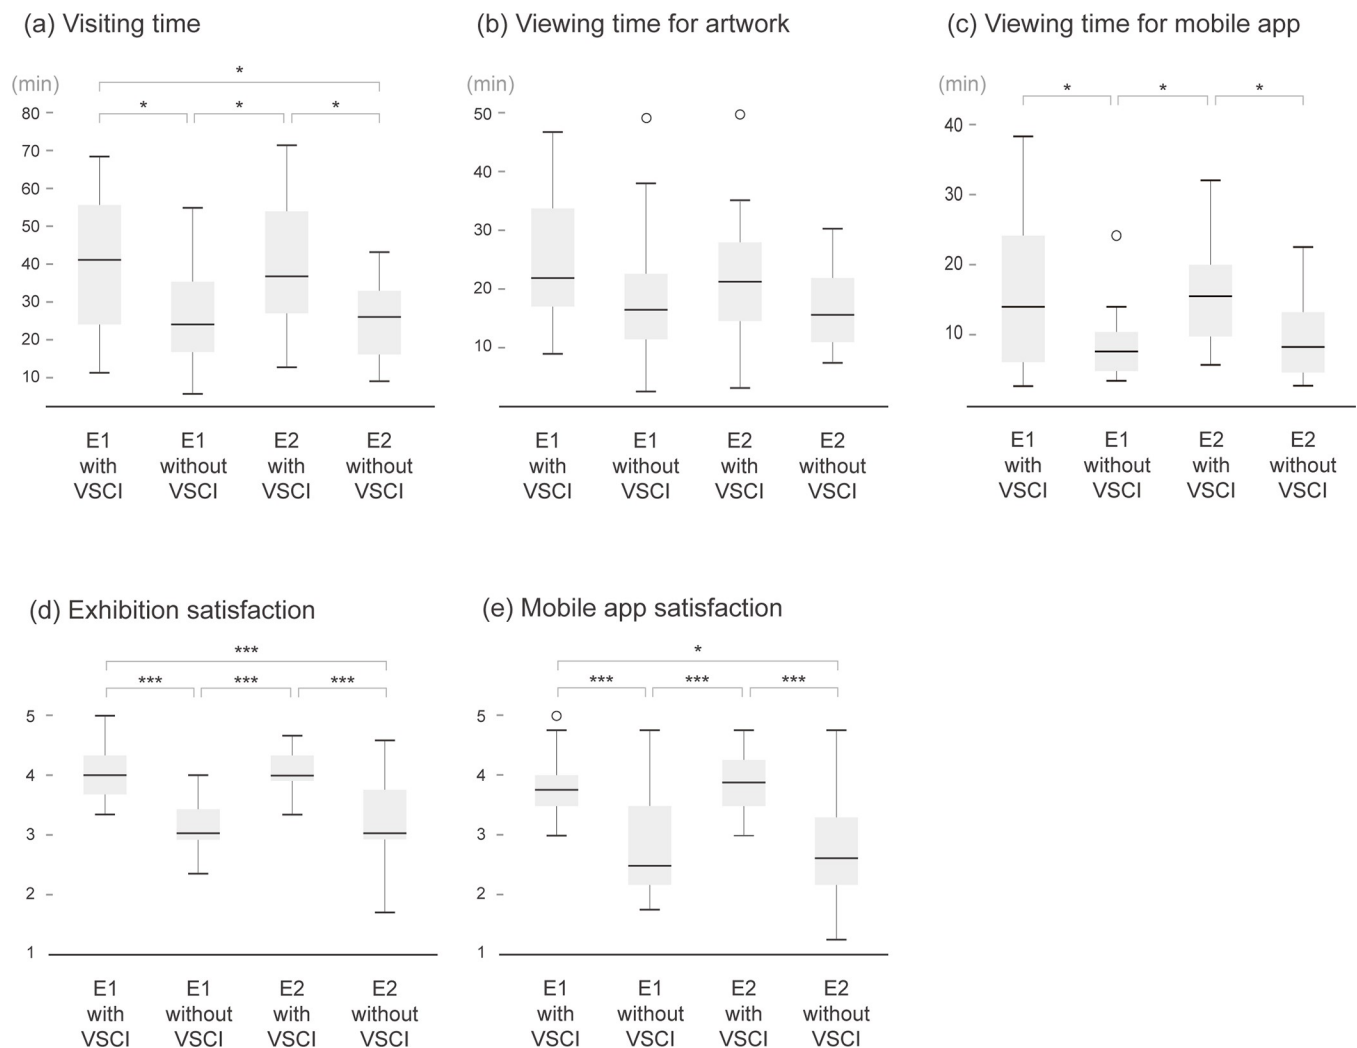 (a) Visiting time
(b) Viewing time for artwork
(c) Viewing time for mobile app
(min)
*
* * *
80
70
60
50
40
30
20
10
E1 E1 E2 E2
with without with without
VSCI VSCI VSCI VSCI
(min)
50
40
30
20
10
E1 E1 E2 E2
with without with without
VSCI VSCI VSCI VSCI
(min)
* * *
40
30
20
10
E1 E1 E2 E2
with without with without
VSCI VSCI VSCI VSCI
(d) Exhibition satisfaction
(e) Mobile app satisfaction
***
*** *** ***
5
4
3
2
1
E1 E1 E2 E2
with without with without
VSCI VSCI VSCI VSCI
*
*** *** ***
5
4
3
2
1
E1 E1 E2 E2
with without with without
VSCI VSCI VSCI VSCI